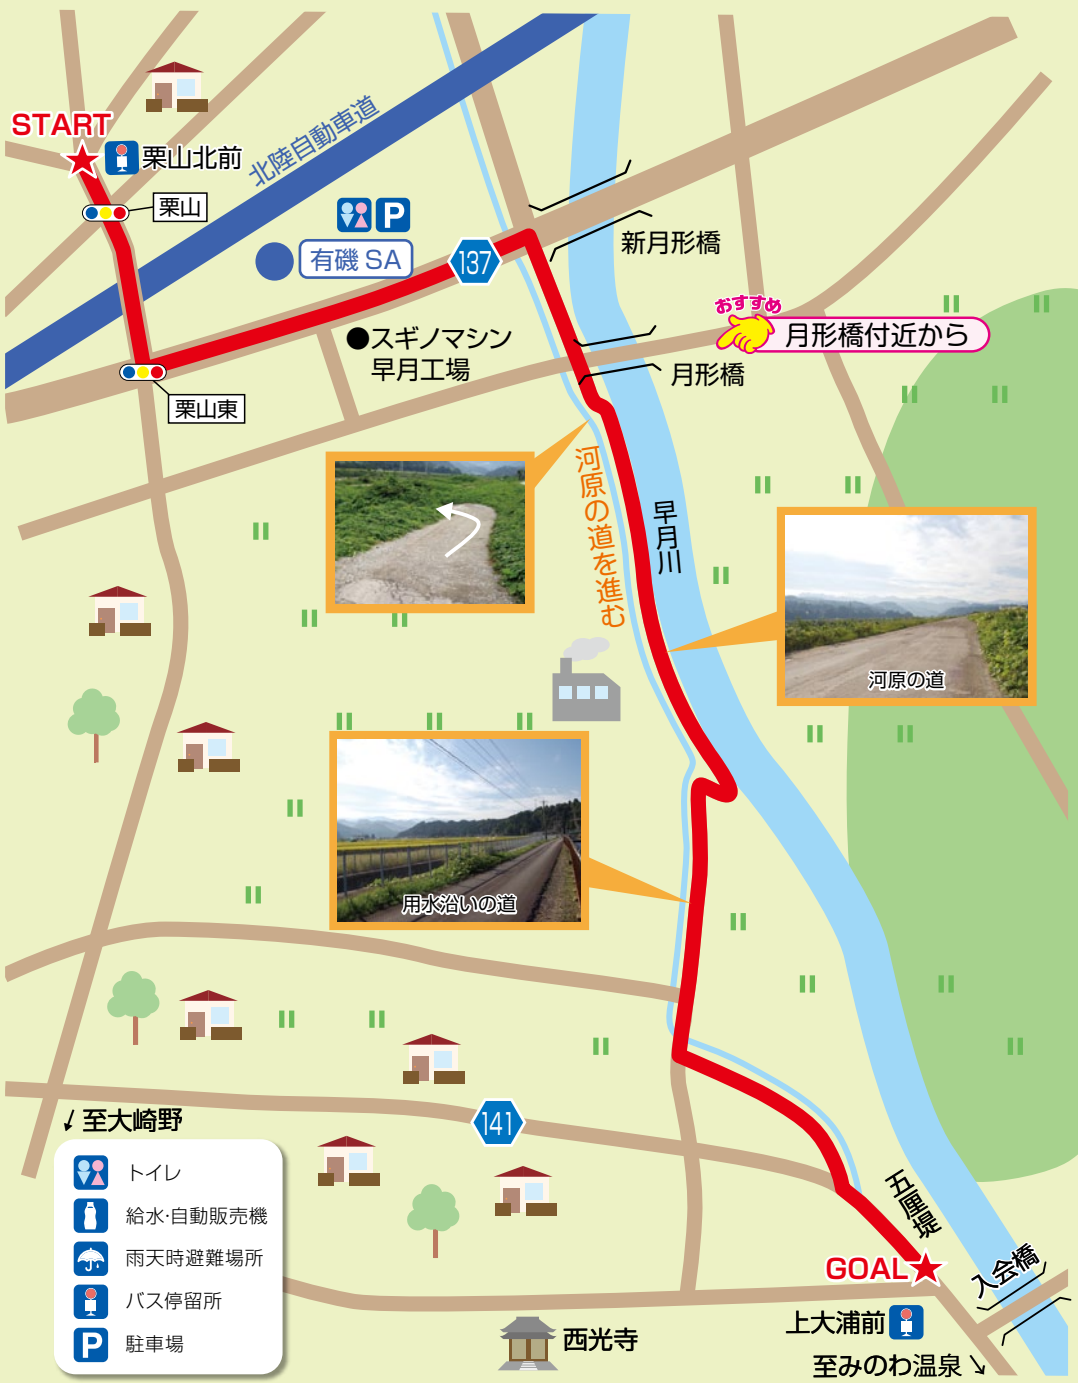 START
栗山北前
北陸自動車道
栗山
有磯 SA
P
137
新月形橋
おすすめ
月形橋付近から
スギノマシン
早月工場
月形橋
栗山東
河原の道を進む
早月川
河原の道
用水治いの道
141
↓至大崎野
トイレ
給水・自動販売機
雨天時避難場所
バス停留所
P
駐車場
五厘堤
GOAL
入会橋
上大浦前
西光寺
至みのわ温泉↘